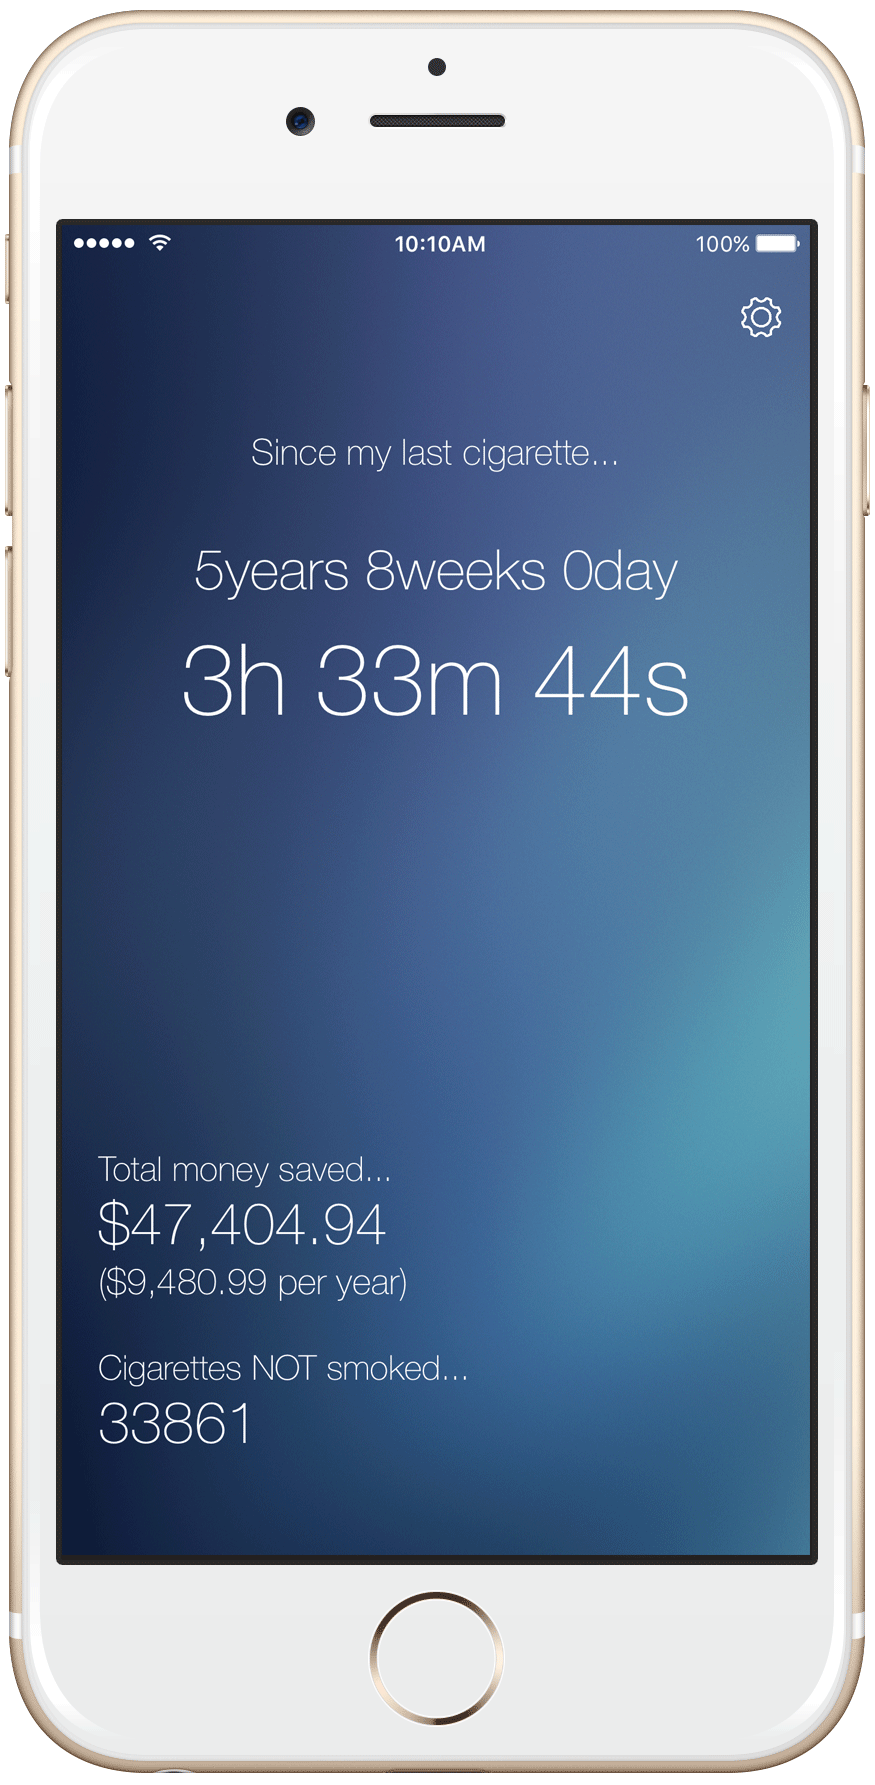 10:10AM
100%
Since my last cigarette...
5years 8weeks 0day
3h 33m 44s
Total money saved...
$47,404.94
($9,480.99 per year)
Cigarettes NOT smoked...
33861